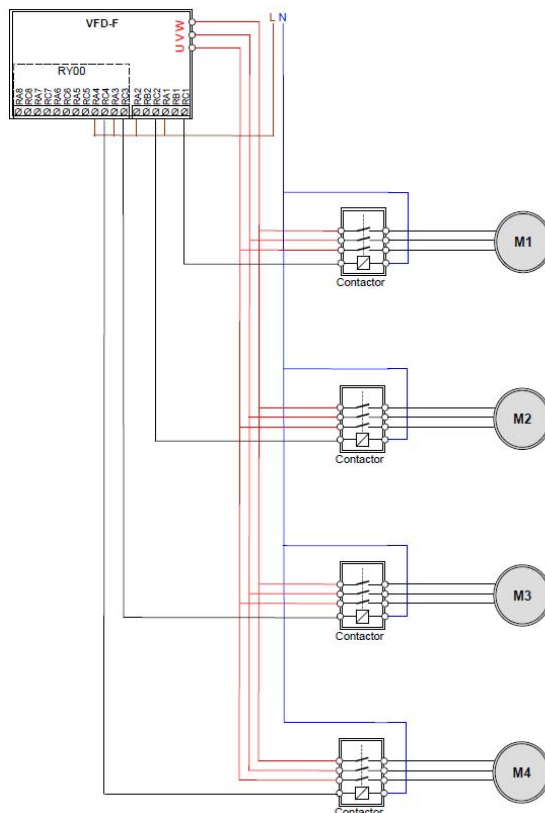 VFD-F
U V W
L N
RY00
RA8 RC8 RA7 RC7 RA6 RC6 RA5 RC5 RA4 RC4 RA3 RC3 RA2 RB2 RC2 RA1 RB1 RC1
M1
Contactor
M2
Contactor
M3
Contactor
M4
Contactor